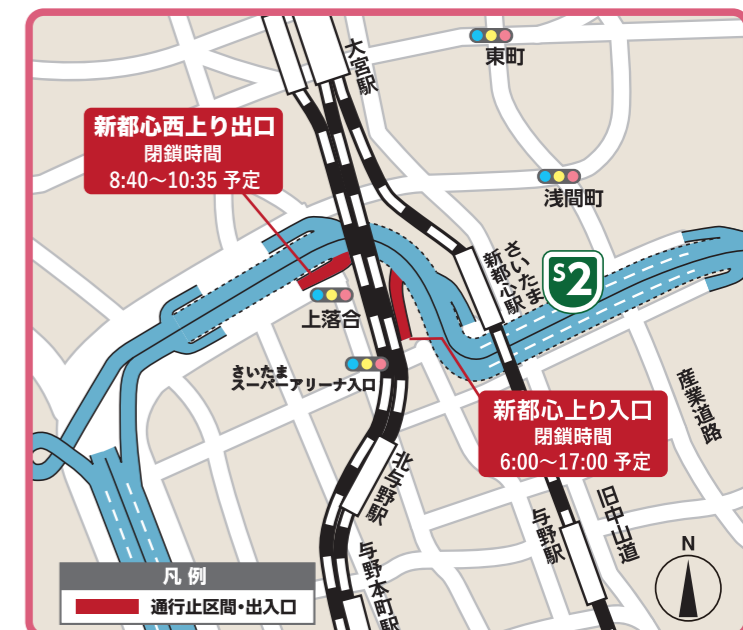 大宮駅
東町
新都心西上り出口
閉鎖時間
8:40〜10:35 予定
浅間町
さいたま
新都心駅
S2
上落合
さいたま
スーパーアリーナ入口
産業道路
新都心上り入口
閉鎖時間
6:00〜17:00 予定
北与野駅
与野駅
旧中山道
与野本町駅
N
凡例
通行止区間・出入口